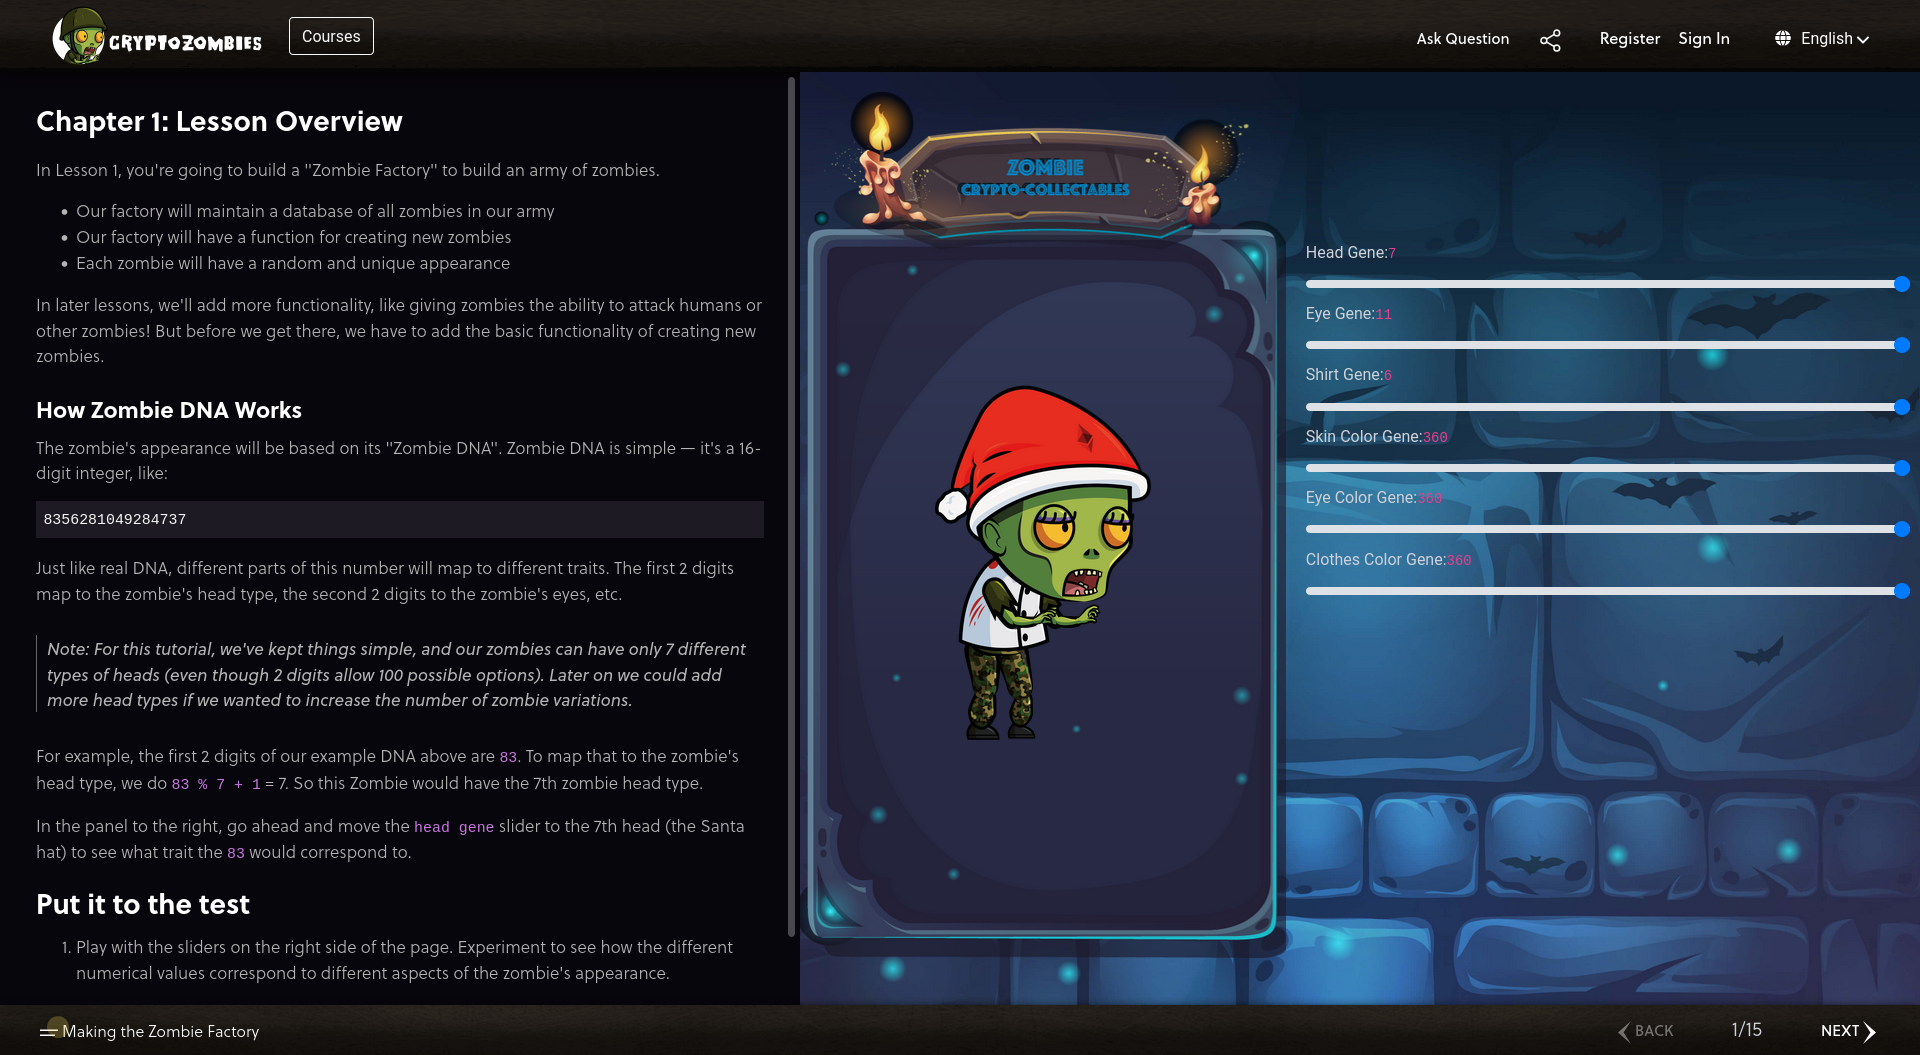 CRYPTOZOMBIES
Courses
Ask Question
Register
Sign In
English
Chapter 1: Lesson Overview
In Lesson 1, you're going to build a "Zombie Factory" to build an army of zombies.
• Our factory will maintain a database of all zombies in our army
• Our factory will have a function for creating new zombies
• Each zombie will have a random and unique appearance
In later lessons, we'll add more functionality, like giving zombies the ability to attack humans or
other zombies! But before we get there, we have to add the basic functionality of creating new
zombies.
How Zombie DNA Works
The zombie's appearance will be based on its "Zombie DNA". Zombie DNA is simple — it's a 16-
digit integer, like:
8356281049284737
Just like real DNA, different parts of this number will map to different traits. The first 2 digits
map to the zombie's head type, the second 2 digits to the zombie's eyes, etc.
Note: For this tutorial, we've kept things simple, and our zombies can have only 7 different
types of heads (even though 2 digits allow 100 possible options). Later on we could add
more head types if we wanted to increase the number of zombie variations.
For example, the first 2 digits of our example DNA above are 83. To map that to the zombie's
head type, we do 83 % 7 + 1 = 7. So this Zombie would have the 7th zombie head type.
In the panel to the right, go ahead and move the head gene slider to the 7th head (the Santa
hat) to see what trait the 83 would correspond to.
Put it to the test
1. Play with the sliders on the right side of the page. Experiment to see how the different
numerical values correspond to different aspects of the zombie's appearance.
ZOMBIE
CRYPTO-COLLECTABLES
Head Gene:7
Eye Gene:11
Shirt Gene:6
Skin Color Gene:360
Eye Color Gene:360
Clothes Color Gene:360
Making the Zombie Factory
BACK
1/15
NEXT